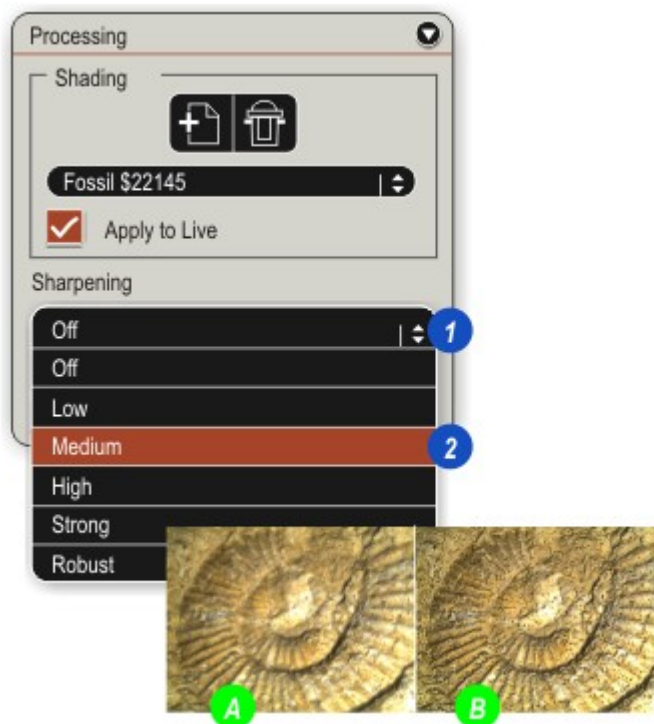 Processing
Shading
Fossil $22145
Apply to Live
Sharpening
Off
1
Off
Low
Medium
2
High
Strong
Robust
A
B